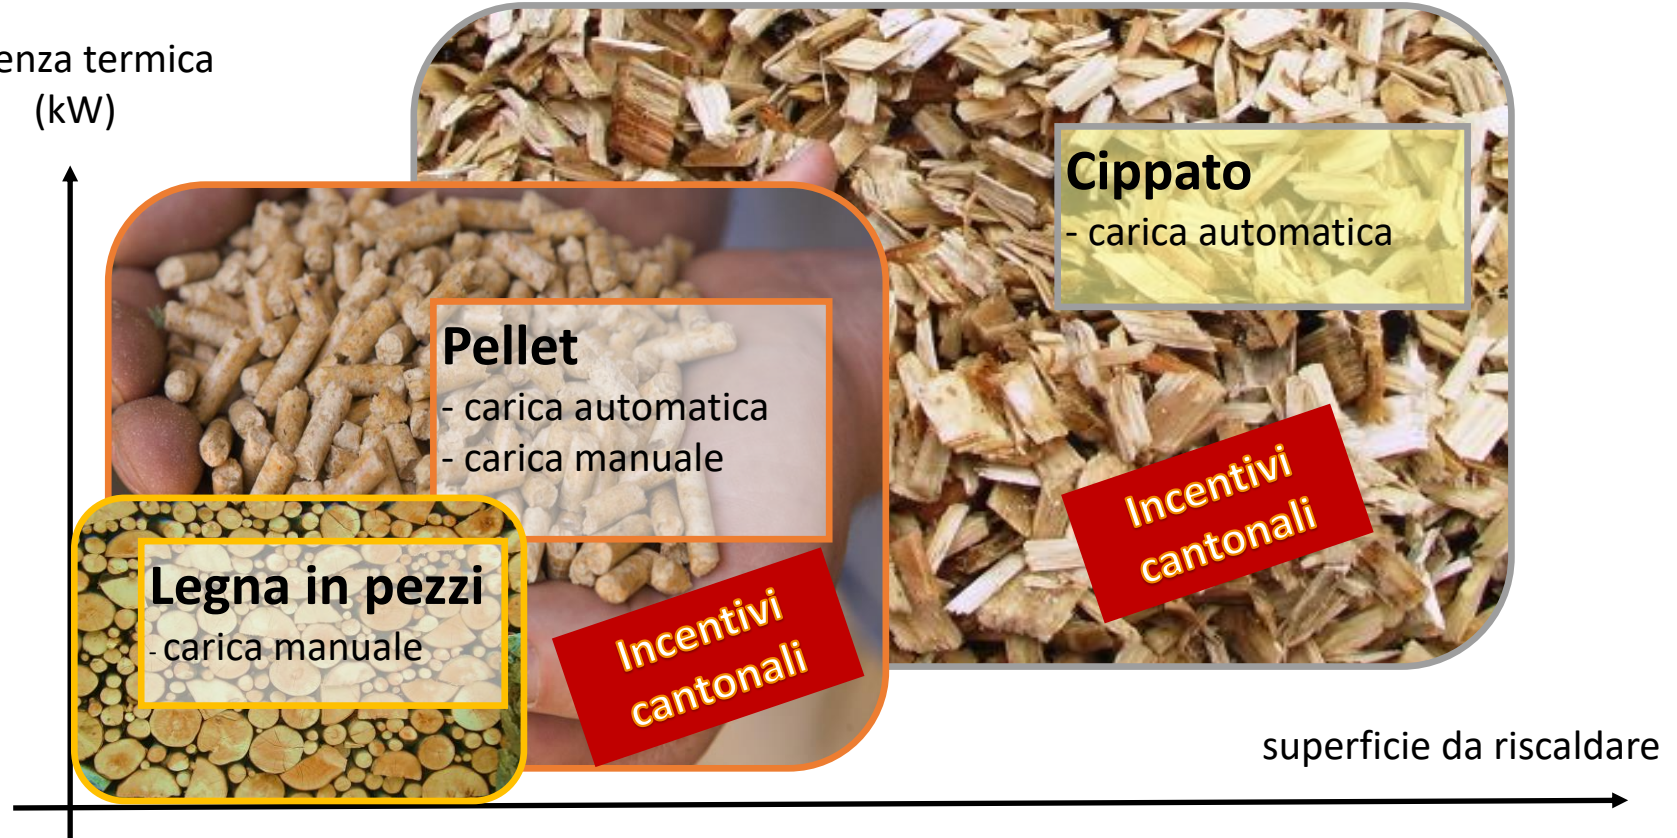 termica
(kW)
Cippato
- carica automatica
Pellet
- carica automatica
- carica manuale
Incentivi
cantonali
Legna in pezzi
- carica manuale
Incentivi
cantonali
superficie da riscaldare